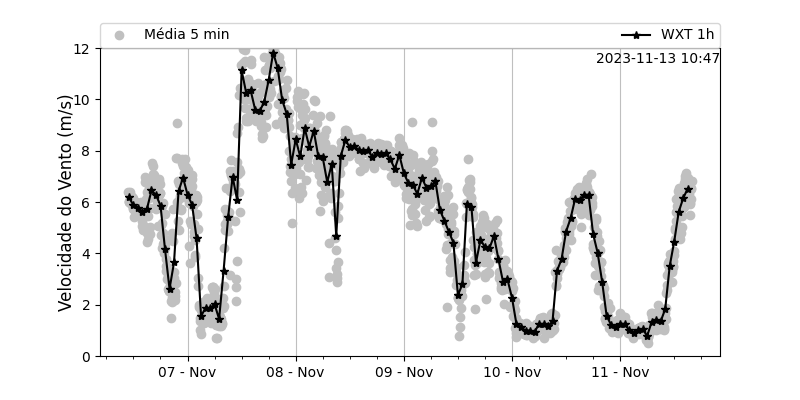 Média 5 min
WXT 1h
2023-11-13 10:47
Velocidade do Vento (m/s)
12
10
8
6
4
2
0
07 - Nov
08 - Nov
09 - Nov
10 - Nov
11 - Nov